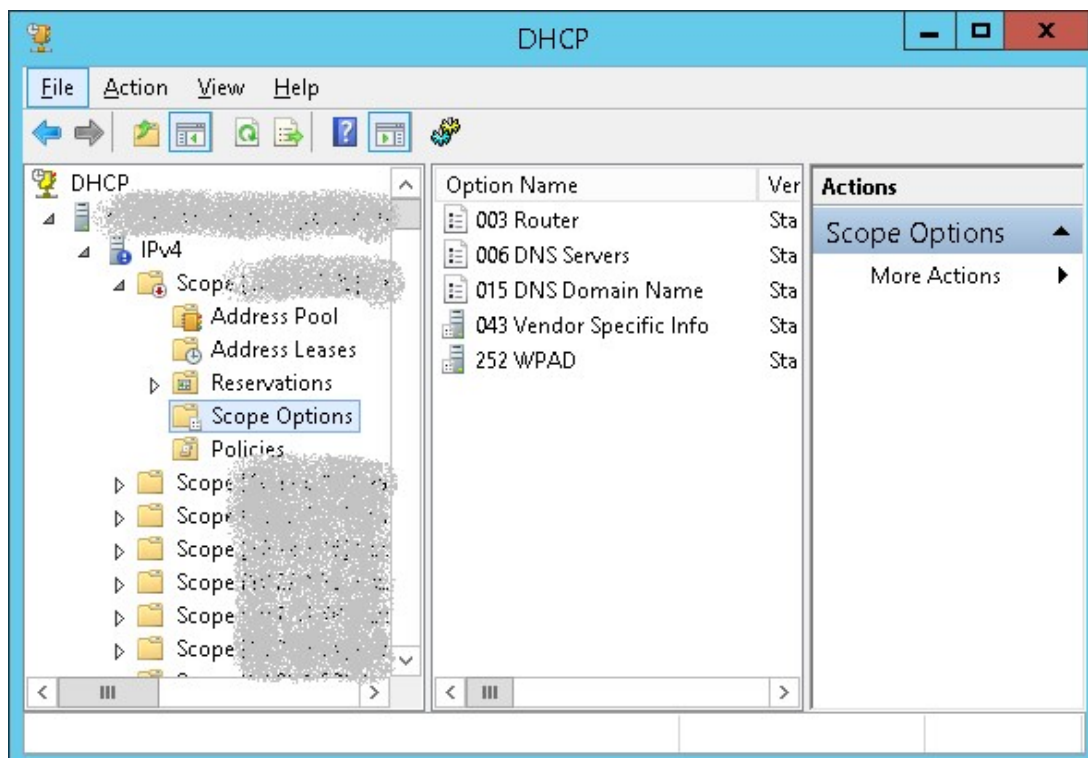 DHCP
File Action View Help
DHCP
IPv4
Scope
Address Pool
Address Leases
Reservations
Scope Options
Policies
Scope
Scope
Scope
Scope
Scope
Scope
Option Name Ver
003 Router Sta
006 DNS Servers Sta
015 DNS Domain Name Sta
043 Vendor Specific Info Sta
252 WPAD Sta
Actions
Scope Options
More Actions